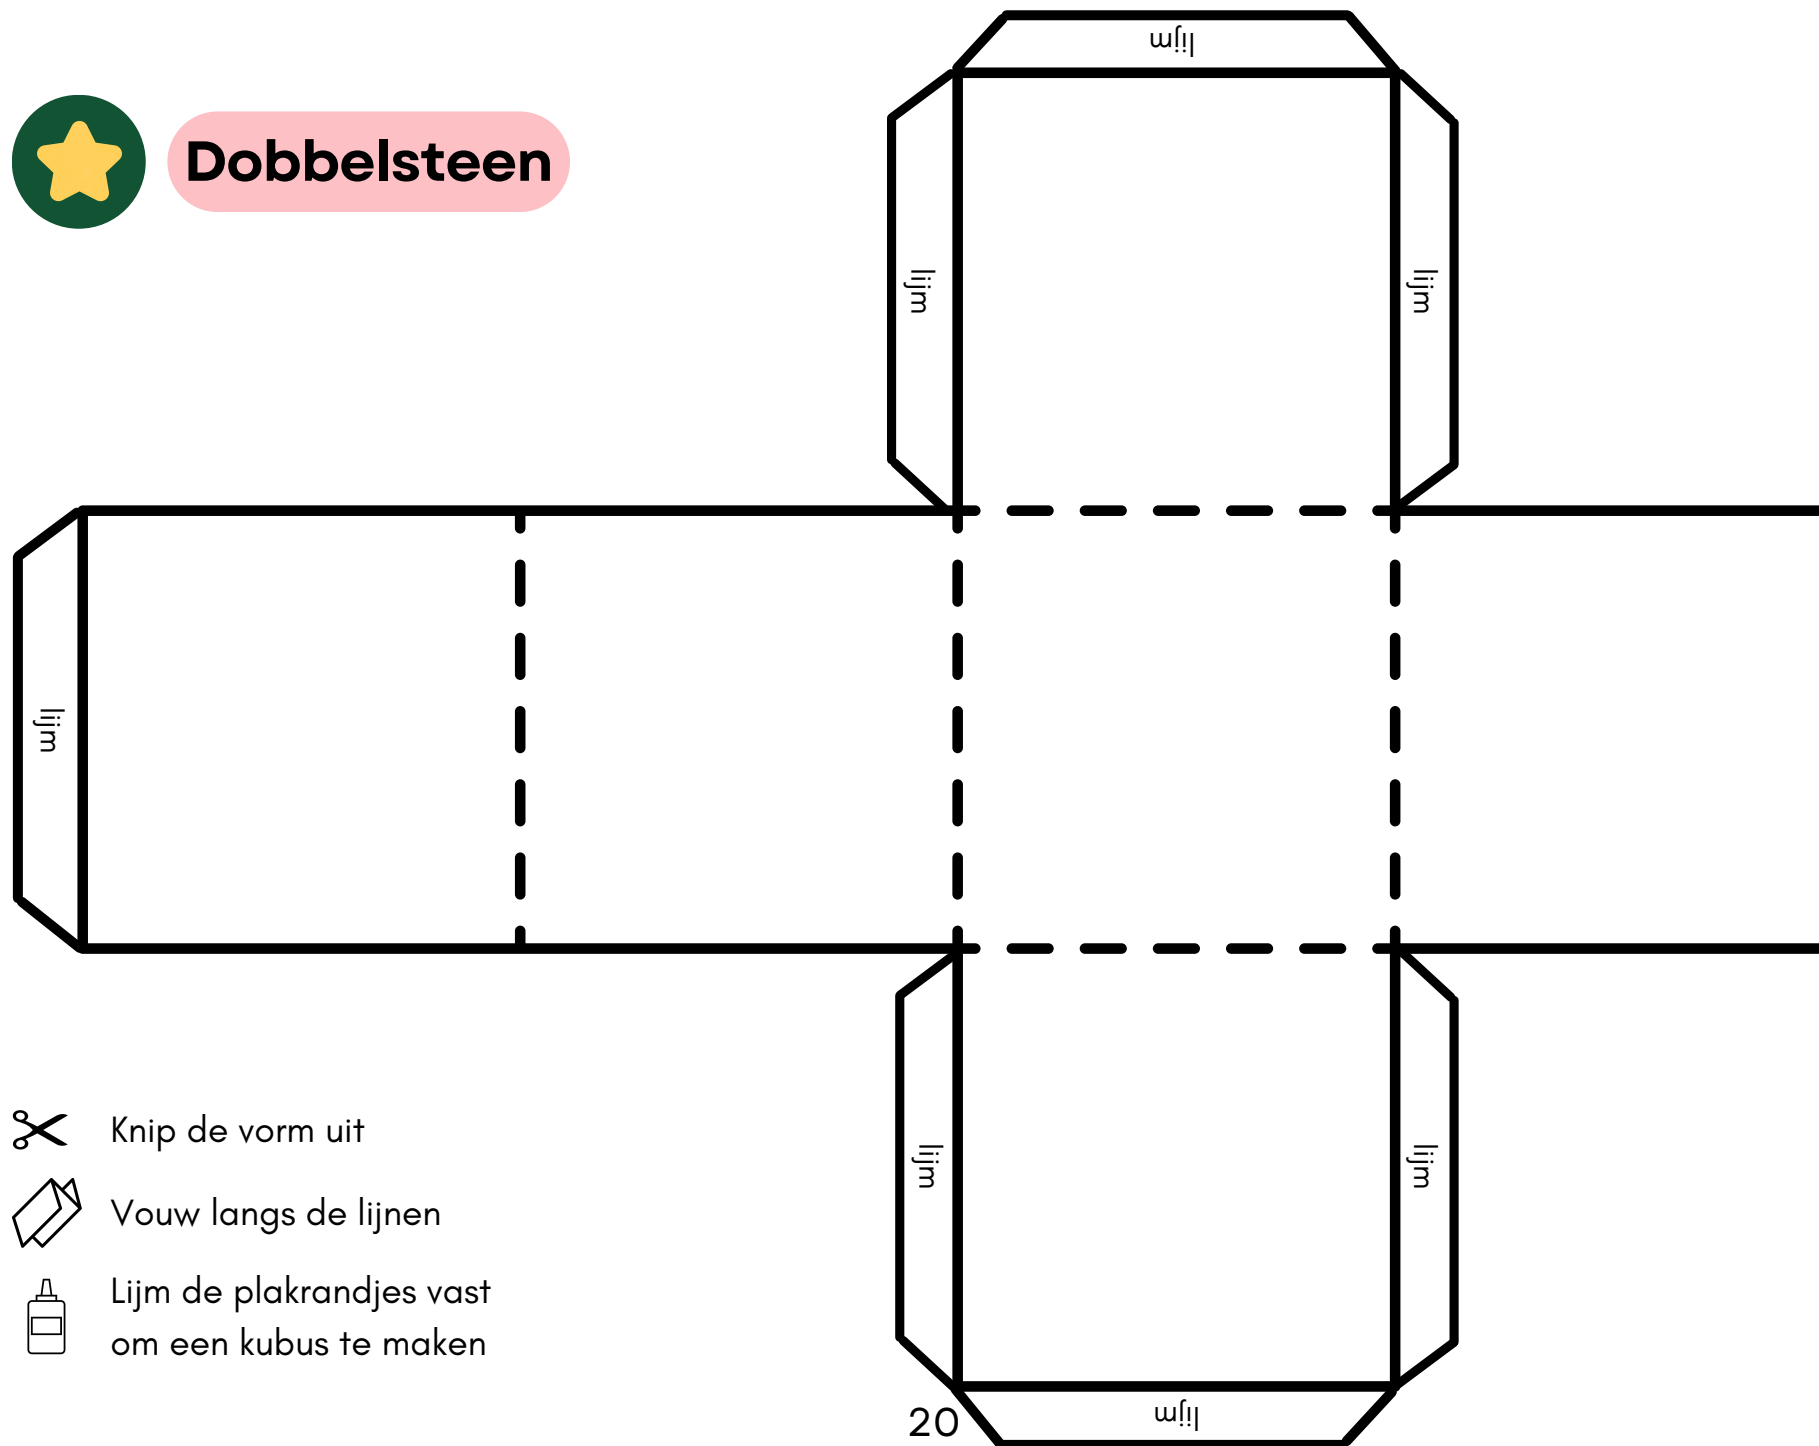 lijm
Dobbelsteen
lijm
lijm
lijm
Knip de vorm uit
Vouw langs de lijnen
Lijm de plakrandjes vast
om een kubus te maken
lijm
lijm
lijm
20